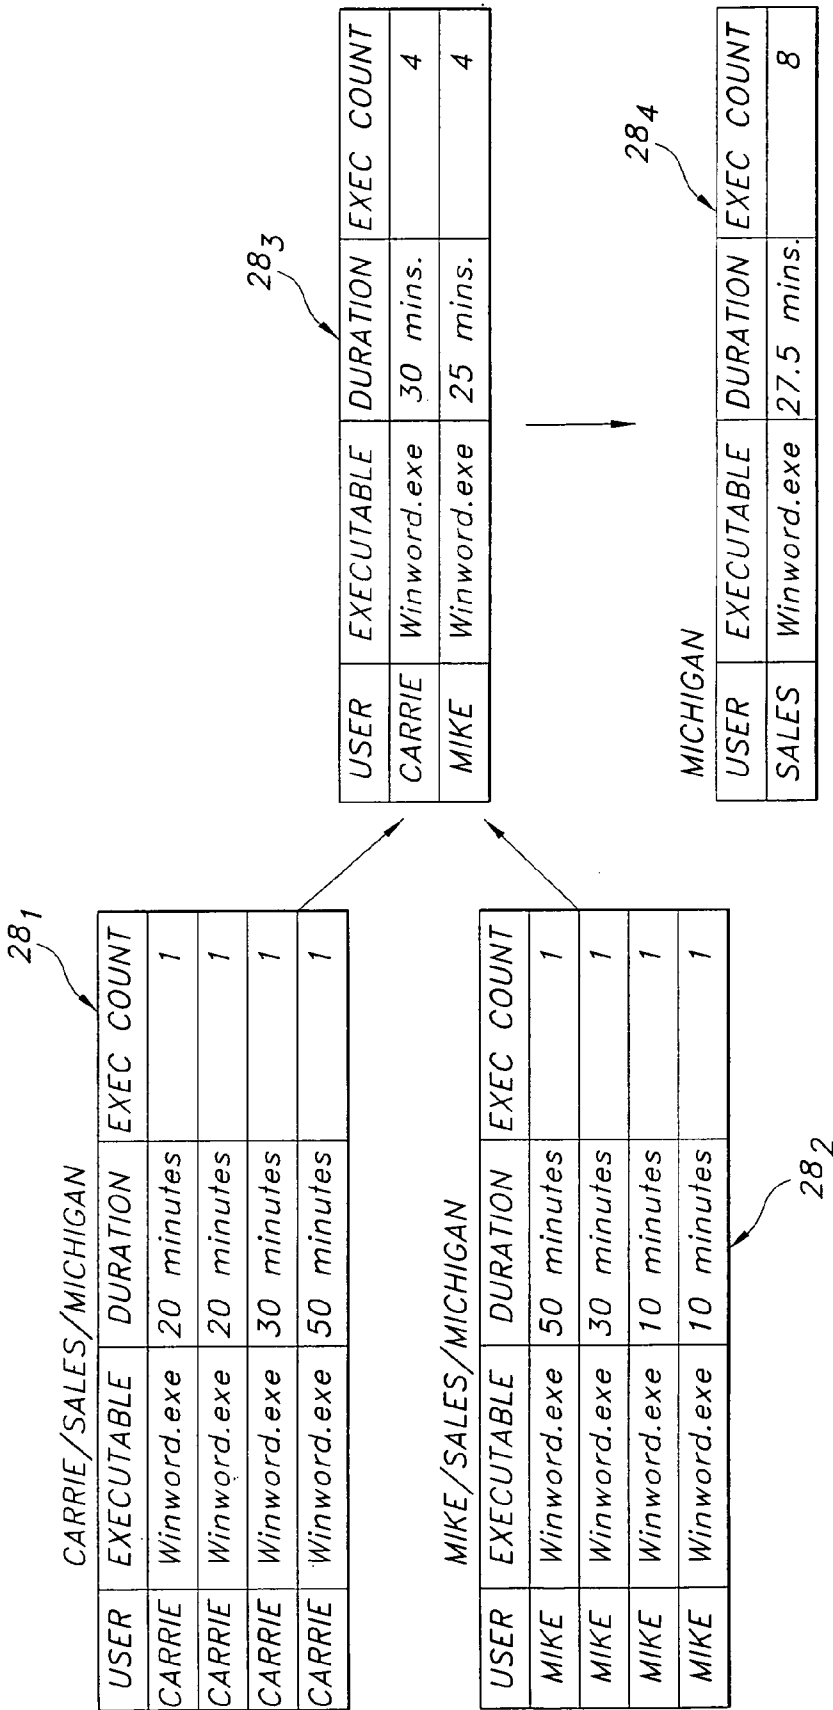 CARRIE/SALES/MICHIGAN
28₁
USER EXECUTABLE DURATION EXEC COUNT
CARRIE Winword.exe 20 minutes 1
CARRIE Winword.exe 20 minutes 1
CARRIE Winword.exe 30 minutes 1
CARRIE Winword.exe 50 minutes 1
MIKE/SALES/MICHIGAN
USER EXECUTABLE DURATION EXEC COUNT
MIKE Winword.exe 50 minutes 1
MIKE Winword.exe 30 minutes 1
MIKE Winword.exe 10 minutes 1
MIKE Winword.exe 10 minutes 1
28₂
28₃
USER EXECUTABLE DURATION EXEC COUNT
CARRIE Winword.exe 30 mins. 4
MIKE Winword.exe 25 mins. 4
MICHIGAN
28₄
USER EXECUTABLE DURATION EXEC COUNT
SALES Winword.exe 27.5 mins. 8